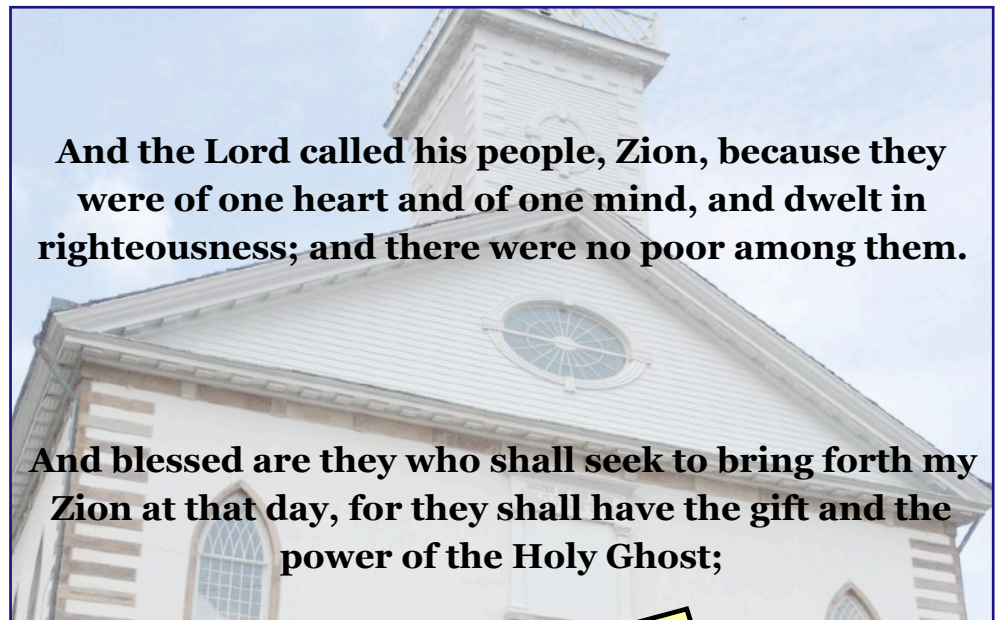 And the Lord called his people, Zion, because they
were of one heart and of one mind, and dwelt in
righteousness; and there were no poor among them.
And blessed are they who shall seek to bring forth my
Zion at that day, for they shall have the gift and the
power of the Holy Ghost;